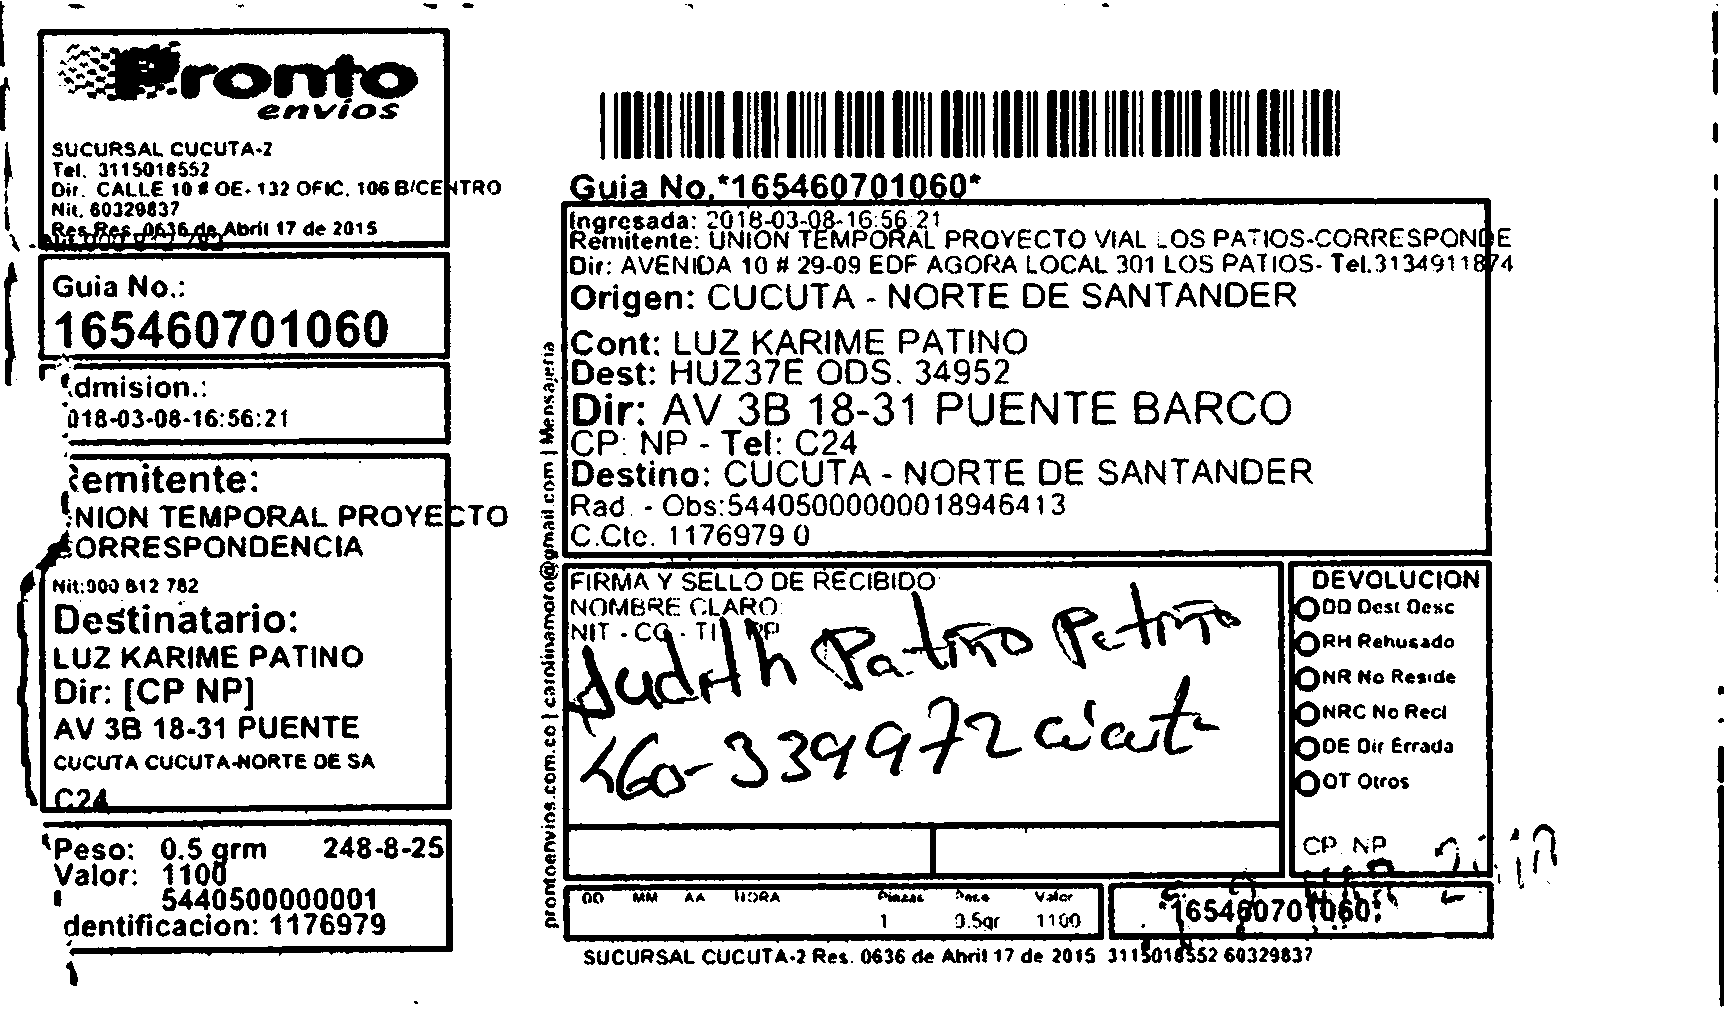 Pronto
envíos
SUCURSAL CUCUTA-2
Tel. 3115018552
Dir. CALLE 10 # OE- 132 OFIC. 106 B/CENTRO
Nit. 60329837
Res.Res. 0636 de Abril 17 de 2015
Guia No.:
165460701060
dmision.:
018-03-08-16:56:21
Remitente:
UNION TEMPORAL PROYECTO
CORRESPONDENCIA
Nit:900 612 782
Destinatario:
LUZ KARIME PATINO
Dir: [CP NP]
AV 3B 18-31 PUENTE
CUCUTA CUCUTA-NORTE DE SA
C24
Peso: 0.5 grm 248-8-25
Valor: 1100
5440500000001
dentificacion: 1176979
Guia No.*165460701060*
Ingresada: 2018-03-08-16:56:21
Remitente: UNION TEMPORAL PROYECTO VIAL LOS PATIOS-CORRESPONDE
Dir: AVENIDA 10 # 29-09 EDF AGORA LOCAL 301 LOS PATIOS- Tel.3134911874
Origen: CUCUTA - NORTE DE SANTANDER
Cont: LUZ KARIME PATINO
Dest: HUZ37E ODS. 34952
Dir: AV 3B 18-31 PUENTE BARCO
CP: NP - Tel: C24
Destino: CUCUTA - NORTE DE SANTANDER
Rad. - Obs:54405000000018946413
C.Cte. 1176979 0
prontoenvios.com.co | carolinamoro@gmail.com | Mensajeria
FIRMA Y SELLO DE RECIBIDO
NOMBRE CLARO
NIT - CC - TI
Judith Patiño Patiño
60-339972 Cúcut
DEVOLUCION
DD Dest Desc
RH Rehusado
NR No Reside
NRC No Recl
DE Dir Errada
OT Otros
CP: NP
DD MM AA HORA Piezas Peso Valor
1 0.5gr 1100
*165460701060*
SUCURSAL CUCUTA-2 Res. 0636 de Abril 17 de 2015 3115018552 60329837